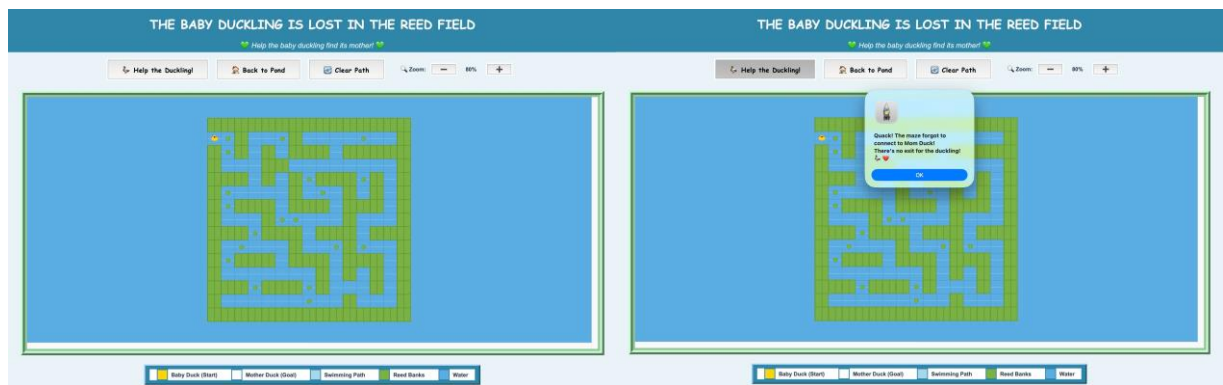 THE BABY DUCKLING IS LOST IN THE REED FIELD
💚 Help the baby duckling find its mother! 💚
🦆 Help the Duckling! 🏠 Back to Pond 🔄 Clear Path 🔍 Zoom: — 80% +
Baby Duck (Start) Mother Duck (Goal) Swimming Path Reed Banks Water
THE BABY DUCKLING IS LOST IN THE REED FIELD
💚 Help the baby duckling find its mother! 💚
🦆 Help the Duckling! 🏠 Back to Pond 🔄 Clear Path 🔍 Zoom: — 80% +
Quack! The maze forgot to
connect to Mom Duck!
There's no exit for the duckling!
🦆 💔
OK
Baby Duck (Start) Mother Duck (Goal) Swimming Path Reed Banks Water